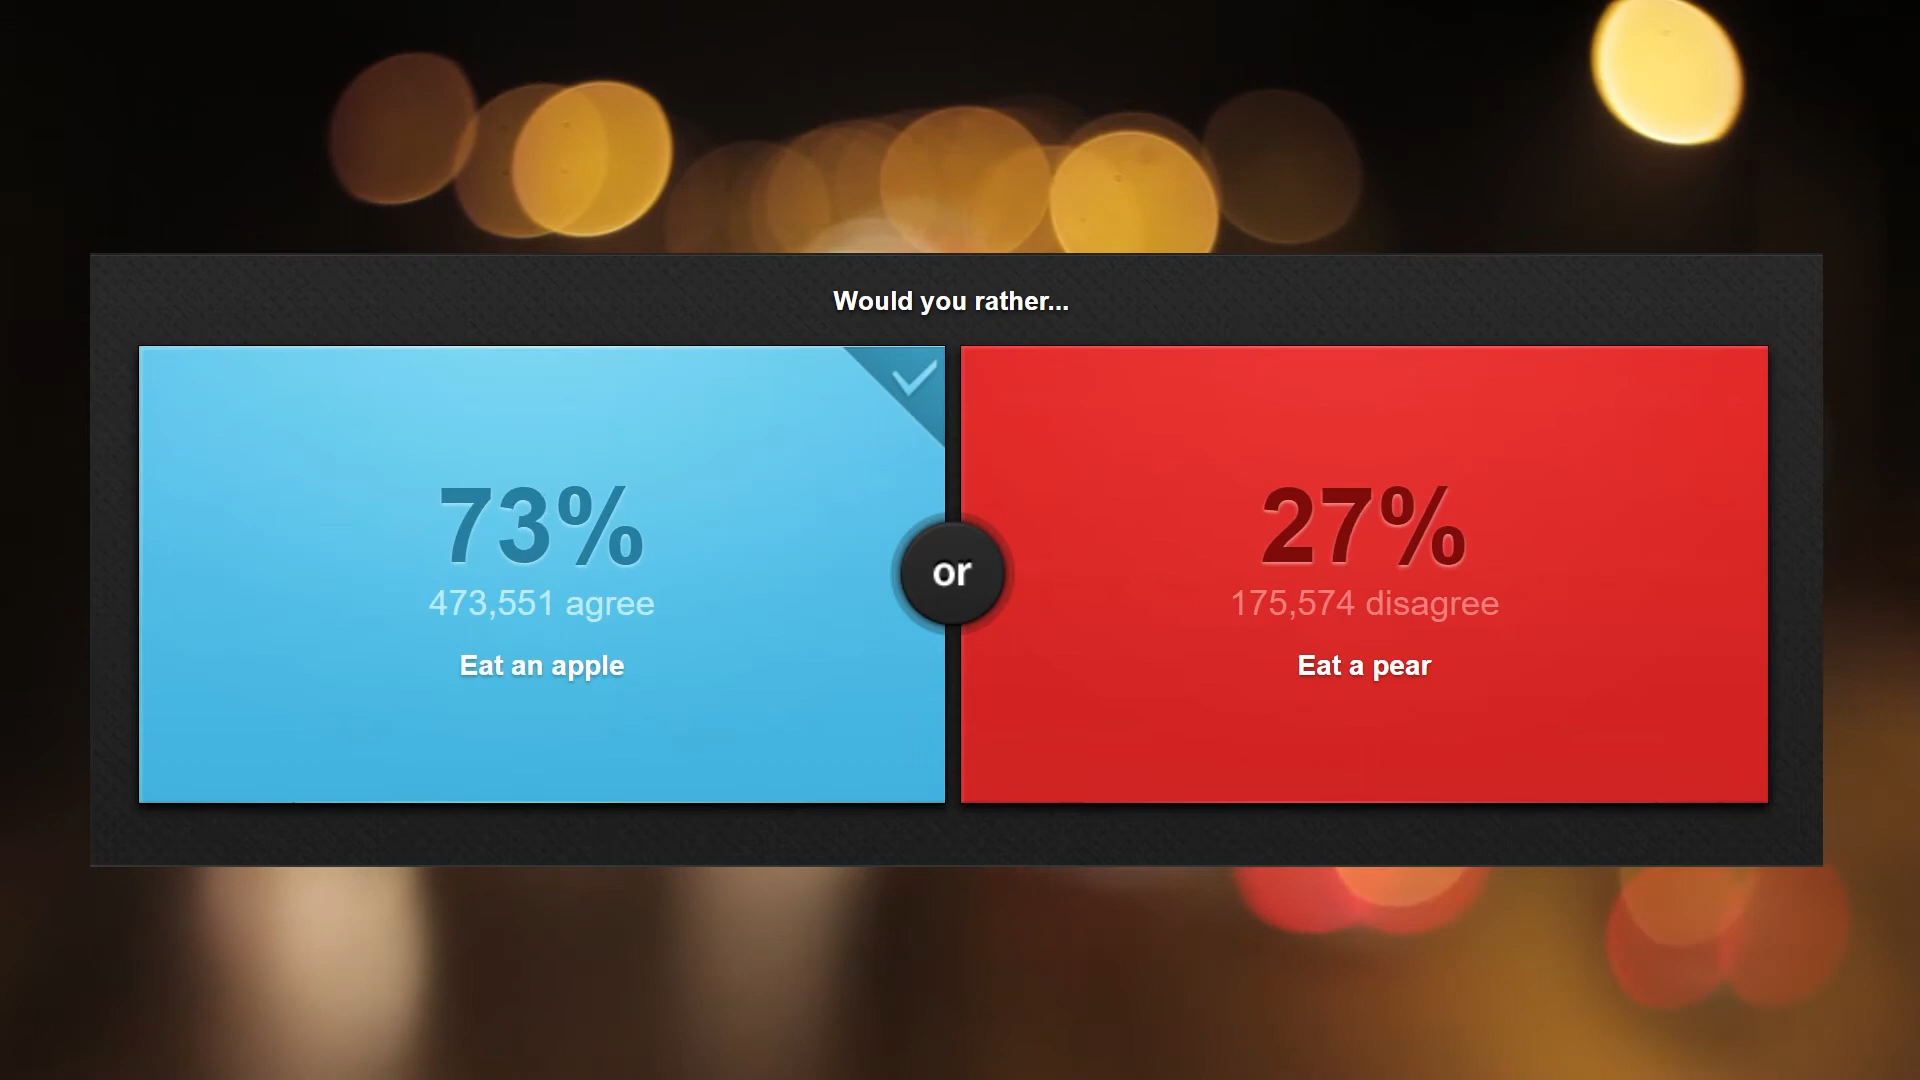 Would you rather...
73%
473,551 agree
Eat an apple
or
27%
175,574 disagree
Eat a pear